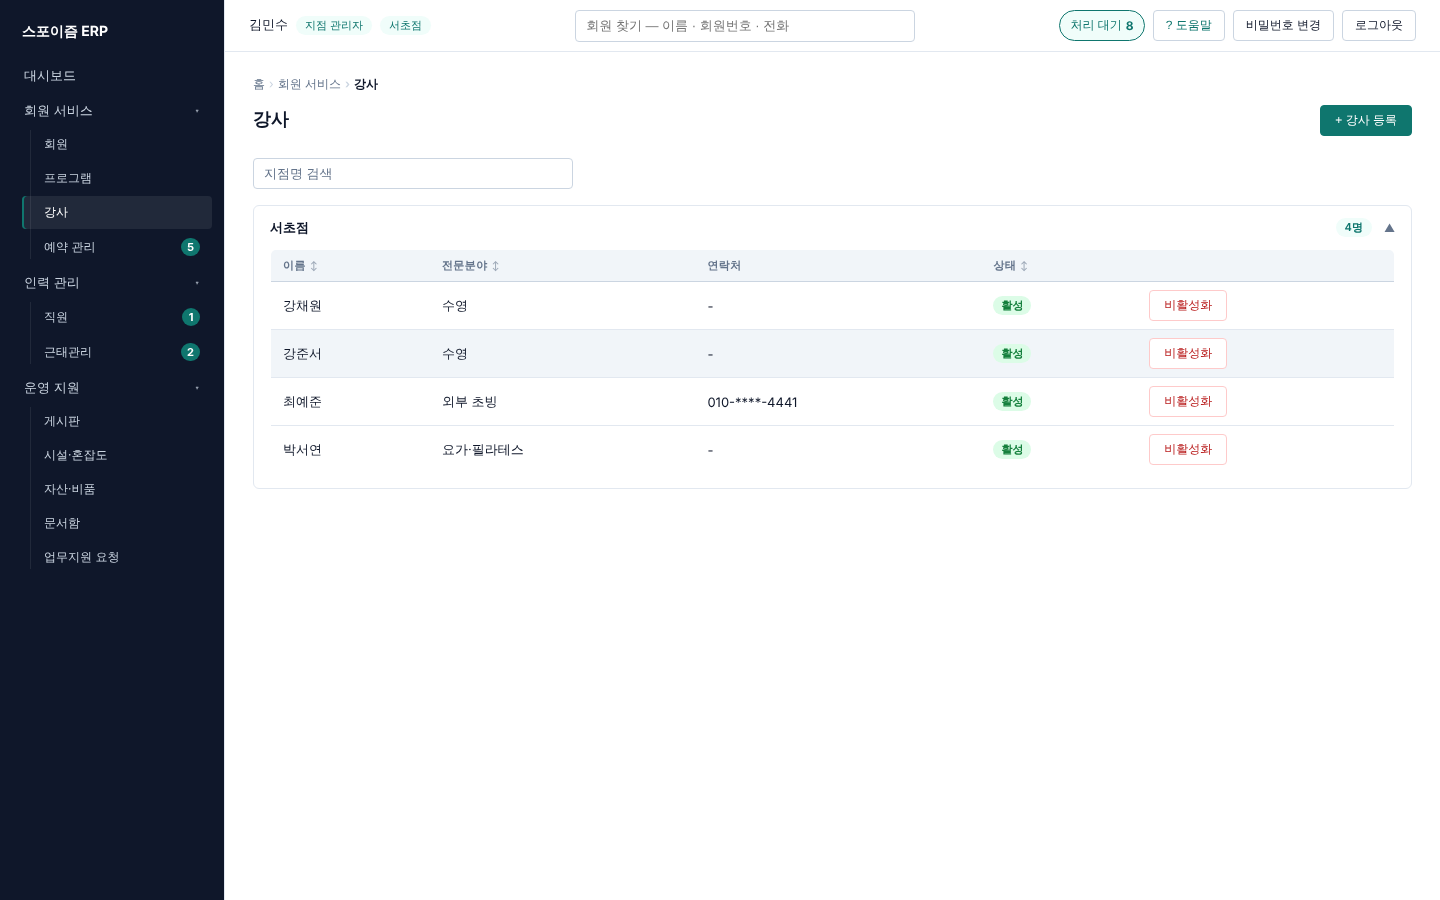 스포이즘 ERP
대시보드
회원 서비스
회원
프로그램
강사
예약 관리 5
인력 관리
직원 1
근태관리 2
운영 지원
게시판
시설·혼잡도
자산·비품
문서함
업무지원 요청
김민수 지점 관리자 서초점 회원 찾기 — 이름 · 회원번호 · 전화 처리 대기 8 ? 도움말 비밀번호 변경 로그아웃
홈 › 회원 서비스 › 강사
강사 + 강사 등록
지점명 검색
서초점 4명 ▲
이름 ↕ 전문분야 ↕ 연락처 상태 ↕
강채원 수영 - 활성 비활성화
강준서 수영 - 활성 비활성화
최예준 외부 초빙 010-****-4441 활성 비활성화
박서연 요가·필라테스 - 활성 비활성화